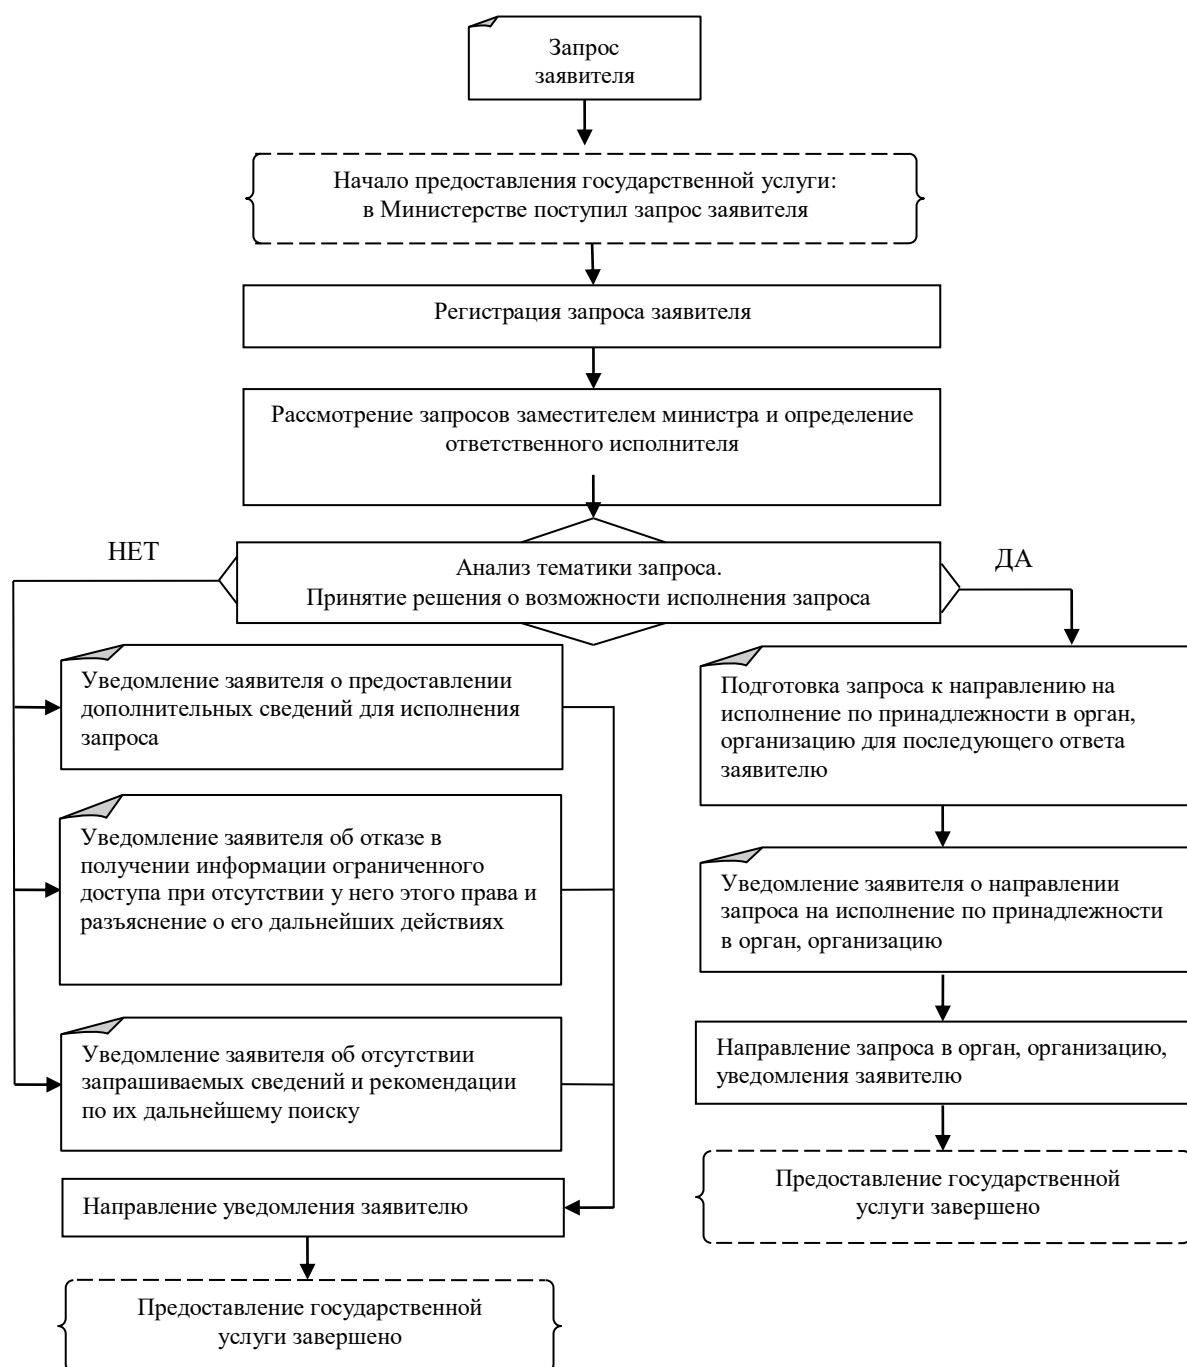 Запрос
заявителя
Начало предоставления государственной услуги:
в Министерстве поступил запрос заявителя
Регистрация запроса заявителя
Рассмотрение запросов заместителем министра и определение
ответственного исполнителя
НЕТ
ДА
Анализ тематики запроса.
Принятие решения о возможности исполнения запроса
Уведомление заявителя о предоставлении
дополнительных сведений для исполнения
запроса
Уведомление заявителя об отказе в
получении информации ограниченного
доступа при отсутствии у него этого права и
разъяснение о его дальнейших действиях
Уведомление заявителя об отсутствии
запрашиваемых сведений и рекомендации
по их дальнейшему поиску
Направление уведомления заявителю
Предоставление государственной
услуги завершено
Подготовка запроса к направлению на
исполнение по принадлежности в орган,
организацию для последующего ответа
заявителю
Уведомление заявителя о направлении
запроса на исполнение по принадлежности
в орган, организацию
Направление запроса в орган, организацию,
уведомления заявителю
Предоставление государственной
услуги завершено